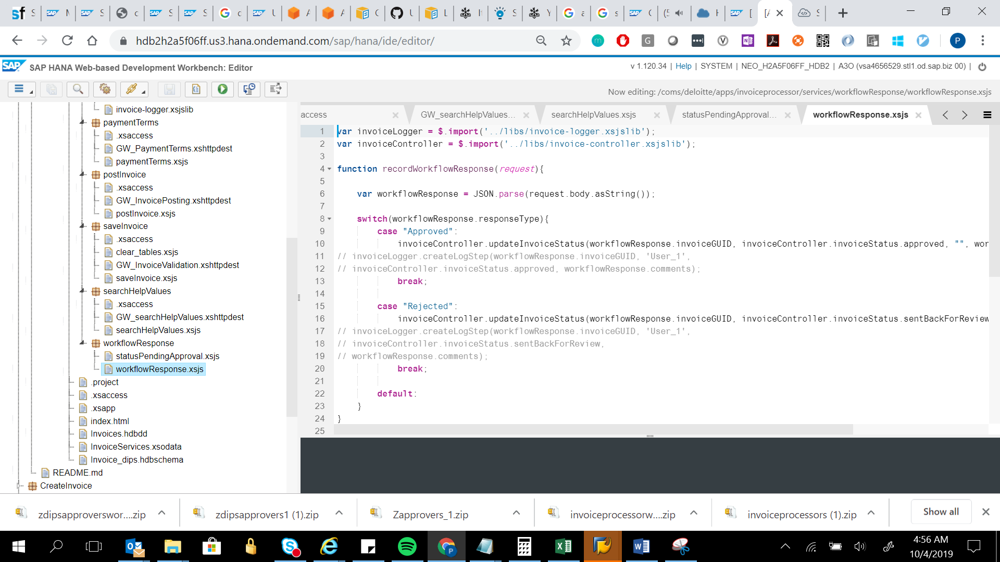 hdb2h2a5f06ff.us3.hana.ondemand.com/sap/hana/ide/editor/
SAP SAP HANA Web-based Development Workbench: Editor
v 1.120.34 | Help | SYSTEM | NEO_H2A5F06FF_HDB2 | A3O (vsa4656529.stl1.od.sap.biz 00) |
Now editing: /coms/deloitte/apps/invoiceprocessor/services/workflowResponse/workflowResponse.xsjs
invoice-logger.xsjslib
paymentTerms
.xsaccess
GW_PaymentTerms.xshttpdest
paymentTerms.xsjs
postInvoice
.xsaccess
GW_InvoicePosting.xshttpdest
postInvoice.xsjs
saveInvoice
.xsaccess
clear_tables.xsjs
GW_InvoiceValidation.xshttpdest
saveInvoice.xsjs
searchHelpValues
.xsaccess
GW_searchHelpValues.xshttpdest
searchHelpValues.xsjs
workflowResponse
statusPendingApproval.xsjs
workflowResponse.xsjs
.project
.xsaccess
.xsapp
index.html
Invoices.hdbdd
InvoiceServices.xsodata
Invoice_dips.hdbschema
README.md
CreateInvoice
access GW_searchHelpValues... searchHelpValues.xsjs statusPendingApproval... workflowResponse.xsjs
1 var invoiceLogger = $.import('../libs/invoice-logger.xsjslib');
2 var invoiceController = $.import('../libs/invoice-controller.xsjslib');
3
4 function recordWorkflowResponse(request){
5
6 var workflowResponse = JSON.parse(request.body.asString());
7
8 switch(workflowResponse.responseType){
9 case "Approved":
10 invoiceController.updateInvoiceStatus(workflowResponse.invoiceGUID, invoiceController.invoiceStatus.approved, "", wor
11 // invoiceLogger.createLogStep(workflowResponse.invoiceGUID, 'User_1',
12 // invoiceController.invoiceStatus.approved, workflowResponse.comments);
13 break;
14
15 case "Rejected":
16 invoiceController.updateInvoiceStatus(workflowResponse.invoiceGUID, invoiceController.invoiceStatus.sentBackForReview
17 // invoiceLogger.createLogStep(workflowResponse.invoiceGUID, 'User_1',
18 // invoiceController.invoiceStatus.sentBackForReview,
19 // workflowResponse.comments);
20 break;
21
22 default:
23 }
24 }
25
zdipsapproverswor....zip
zdipsapprovers1 (1).zip
Zapprovers_1.zip
invoiceprocessorw....zip
invoiceprocessors (1).zip
Show all
4:56 AM
10/4/2019